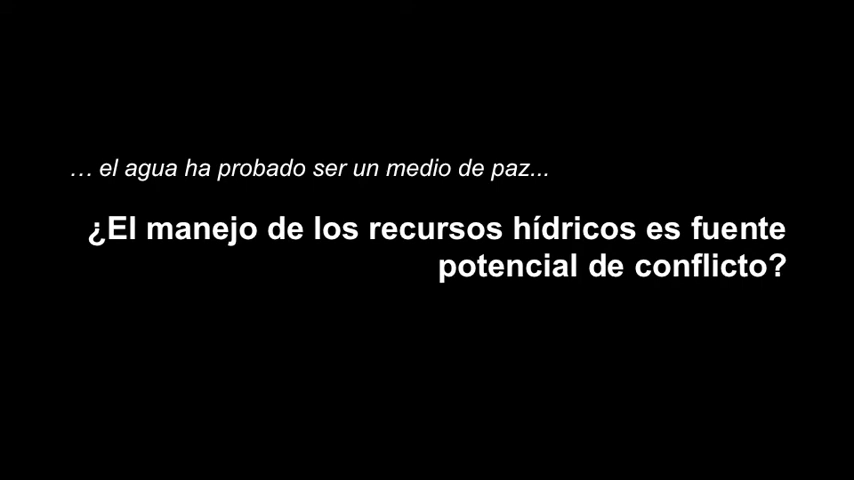 … el agua ha probado ser un medio de paz...
¿El manejo de los recursos hídricos es fuente
potencial de conflicto?